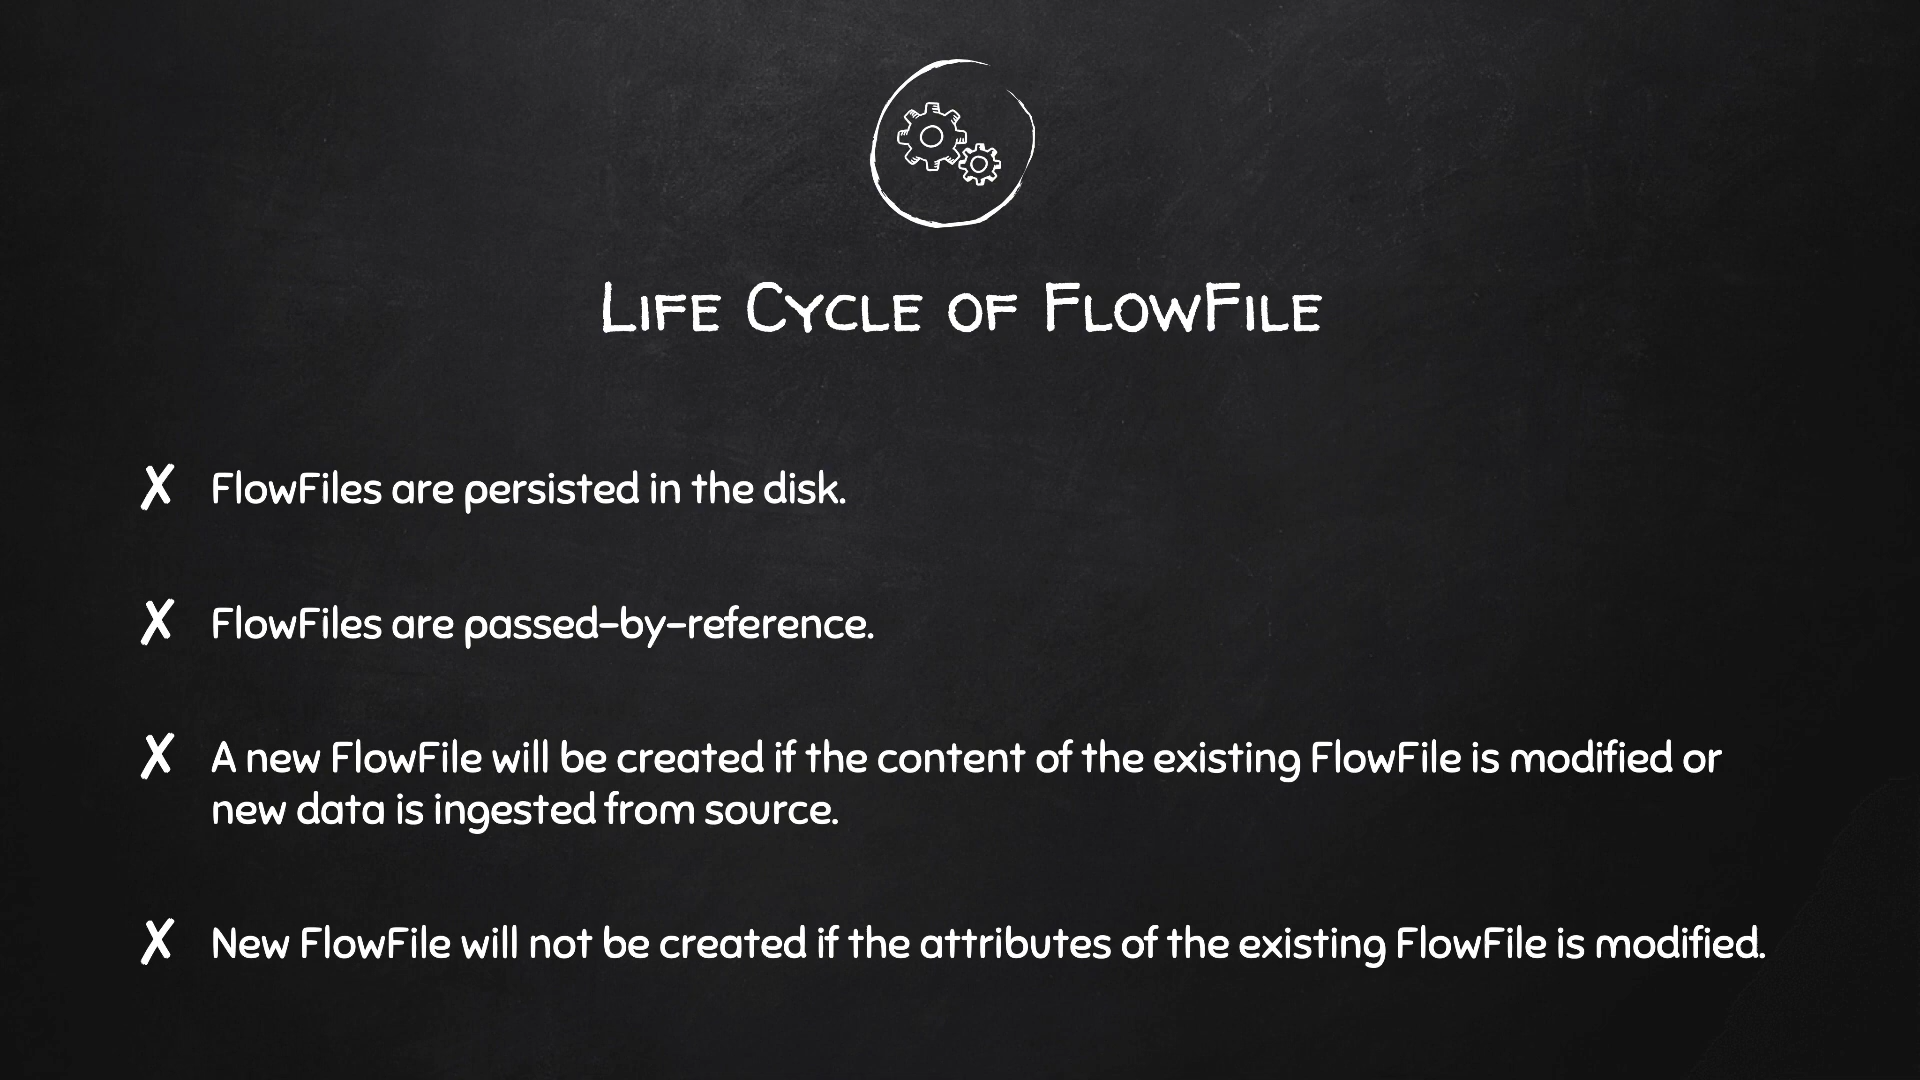 Life Cycle of FlowFile
✗ FlowFiles are persisted in the disk.
✗ FlowFiles are passed-by-reference.
✗ A new FlowFile will be created if the content of the existing FlowFile is modified or
new data is ingested from source.
✗ New FlowFile will not be created if the attributes of the existing FlowFile is modified.